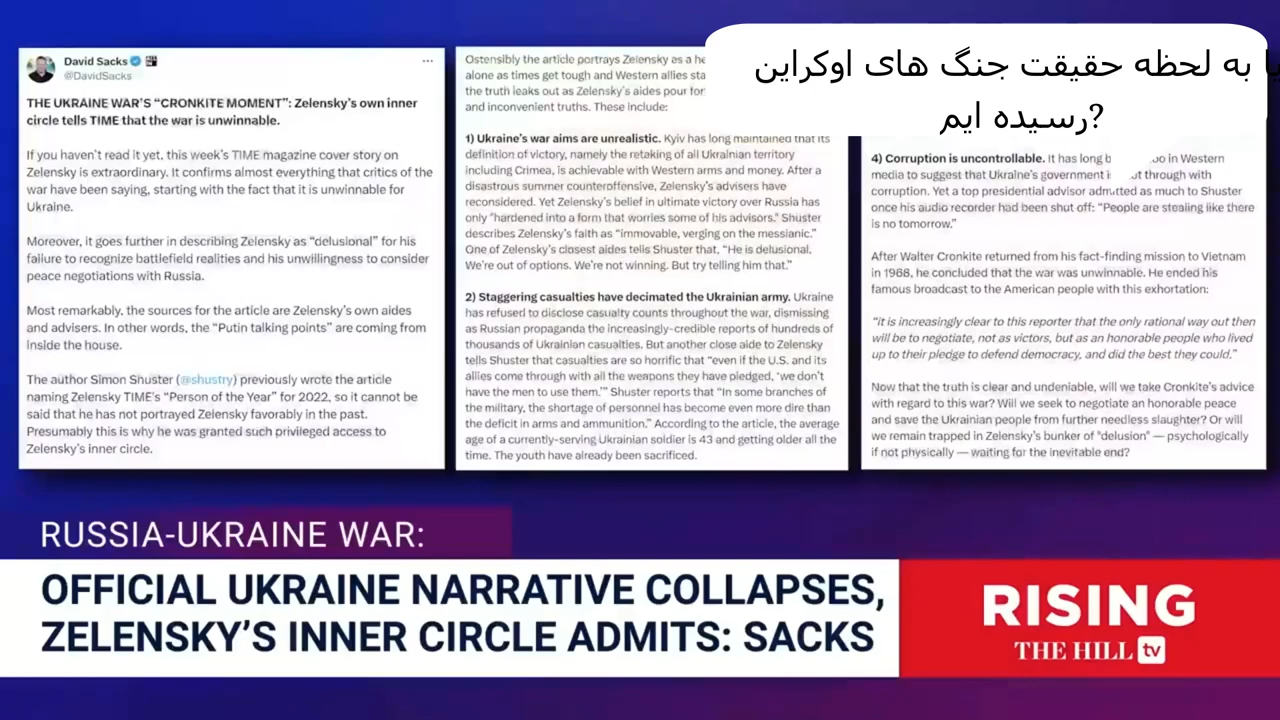 David Sacks
@DavidSacks
THE UKRAINE WAR'S “CRONKITE MOMENT”: Zelensky's own inner
circle tells TIME that the war is unwinnable.
If you haven't read it yet, this week's TIME magazine cover story on
Zelensky is extraordinary. It confirms almost everything that critics of the
war have been saying, starting with the fact that it is unwinnable for
Ukraine.
Moreover, it goes further in describing Zelensky as “delusional” for his
failure to recognize battlefield realities and his unwillingness to consider
peace negotiations with Russia.
Most remarkably, the sources for the article are Zelensky's own aides
and advisers. In other words, the “Putin talking points” are coming from
inside the house.
The author Simon Shuster (@shustry) previously wrote the article
naming Zelensky TIME's “Person of the Year” for 2022, so it cannot be
said that he has not portrayed Zelensky favorably in the past.
Presumably this is why he was granted such privileged access to
Zelensky's inner circle.
Ostensibly the article portrays Zelensky as a
alone as times get tough and Western allies
the truth leaks out as Zelensky's aides pour
and inconvenient truths. These include:
1) Ukraine's war aims are unrealistic. Kyiv has long maintained that its
definition of victory, namely the retaking of all Ukrainian territory
including Crimea, is achievable with Western arms and money. After a
disastrous summer counteroffensive, Zelensky's advisers have
reconsidered. Yet Zelensky's belief in ultimate victory over Russia has
only “hardened into a form that worries some of his advisors.” Shuster
describes Zelensky's faith as “immovable, verging on the messianic.”
One of Zelensky's closest aides tells Shuster that, “He is delusional.
We're out of options. We're not winning. But try telling him that.”
2) Staggering casualties have decimated the Ukrainian army. Ukraine
has refused to disclose casualty counts throughout the war, dismissing
as Russian propaganda the increasingly-credible reports of hundreds of
thousands of Ukrainian casualties. But another close aide to Zelensky
tells Shuster that casualties are so horrific that “even if the U.S. and its
allies come through with all the weapons they have pledged, ‘we don't
have the men to use them.’” Shuster reports that “In some branches of
the military, the shortage of personnel has become even more dire than
the deficit in arms and ammunition.” According to the article, the average
age of a currently-serving Ukrainian soldier is 43 and getting older all the
time. The youth have already been sacrificed.
به لحظه حقیقت جنگ های اوکراین
رسیده ایم?
4) Corruption is uncontrollable. It has long in Western
media to suggest that Ukraine's government through with
corruption. Yet a top presidential advisor admitted as much to Shuster
once his audio recorder had been shut off: “People are stealing like there
is no tomorrow.”
After Walter Cronkite returned from his fact-finding mission to Vietnam
in 1968, he concluded that the war was unwinnable. He ended his
famous broadcast to the American people with this exhortation:
“it is increasingly clear to this reporter that the only rational way out then
will be to negotiate, not as victors, but as an honorable people who lived
up to their pledge to defend democracy, and did the best they could.”
Now that the truth is clear and undeniable, will we take Cronkite's advice
with regard to this war? Will we seek to negotiate an honorable peace
and save the Ukrainian people from further needless slaughter? Or will
we remain trapped in Zelensky's bunker of "delusion" — psychologically
if not physically — waiting for the inevitable end?
RUSSIA-UKRAINE WAR:
OFFICIAL UKRAINE NARRATIVE COLLAPSES,
ZELENSKY'S INNER CIRCLE ADMITS: SACKS
RISING
THE HILL tv